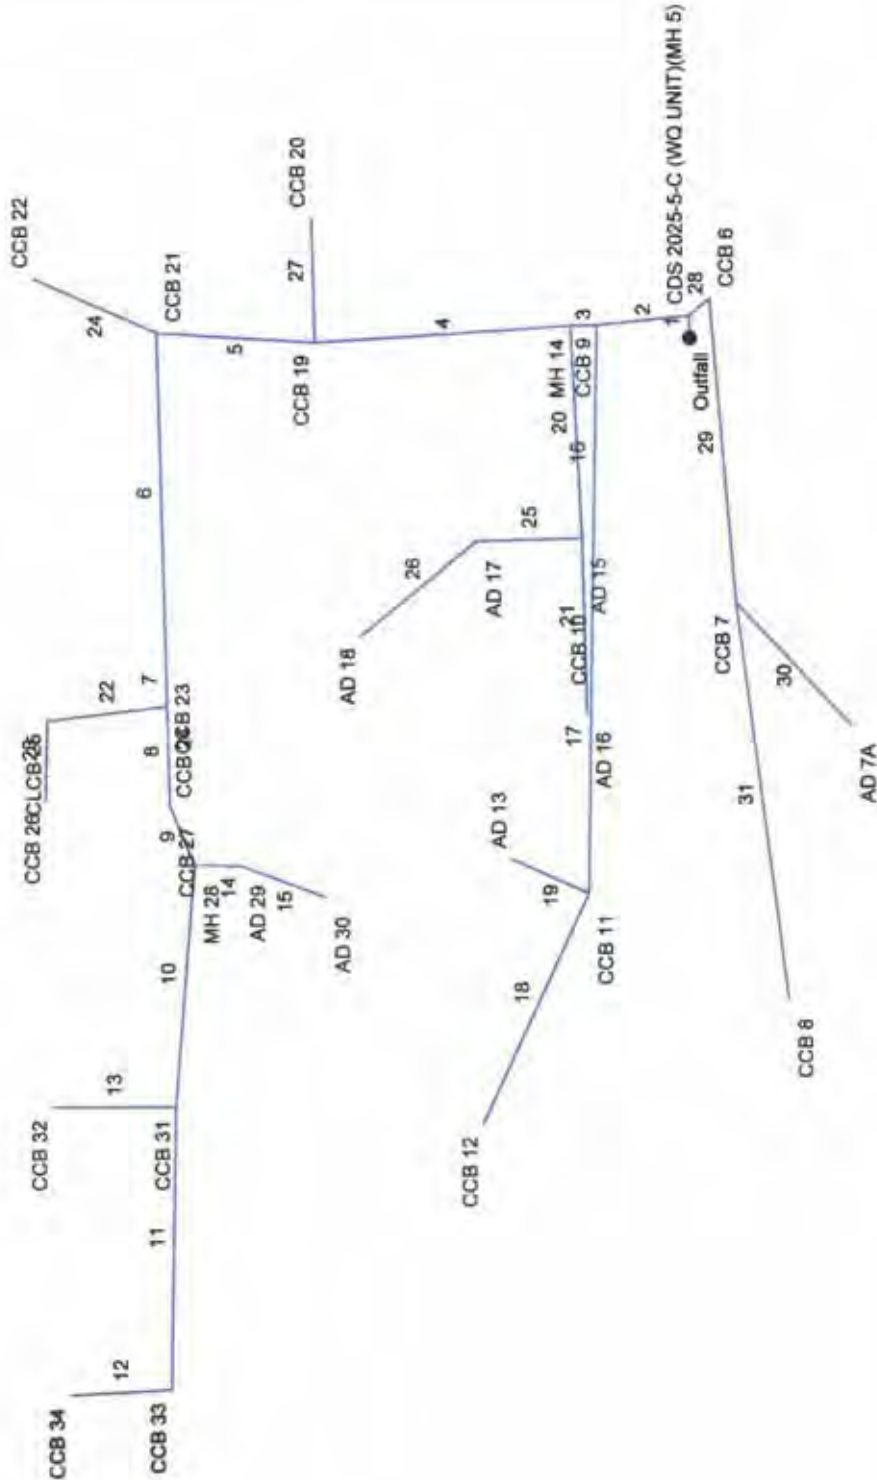 CCB 22
24
CCB 21
CCB 20
27
5
CCB 19
4
CDS 2025-5-C (WQ UNIT)(MH 5)
28
CCB 6
1
2
3
Outfall
MH 14
CCB 9
20
16
6
25
26
AD 17
AD 18
AD 15
21
CCB 10
29
CCB 7
30
AD 7A
31
CCB 8
22
7
CCB 23
8
CCB 26
9
CCB 27
MH 28
14
AD 29
15
AD 30
17
AD 16
AD 13
19
CCB 11
18
CCB 12
10
13
CCB 32
CCB 31
11
12
CCB 34
CCB 33